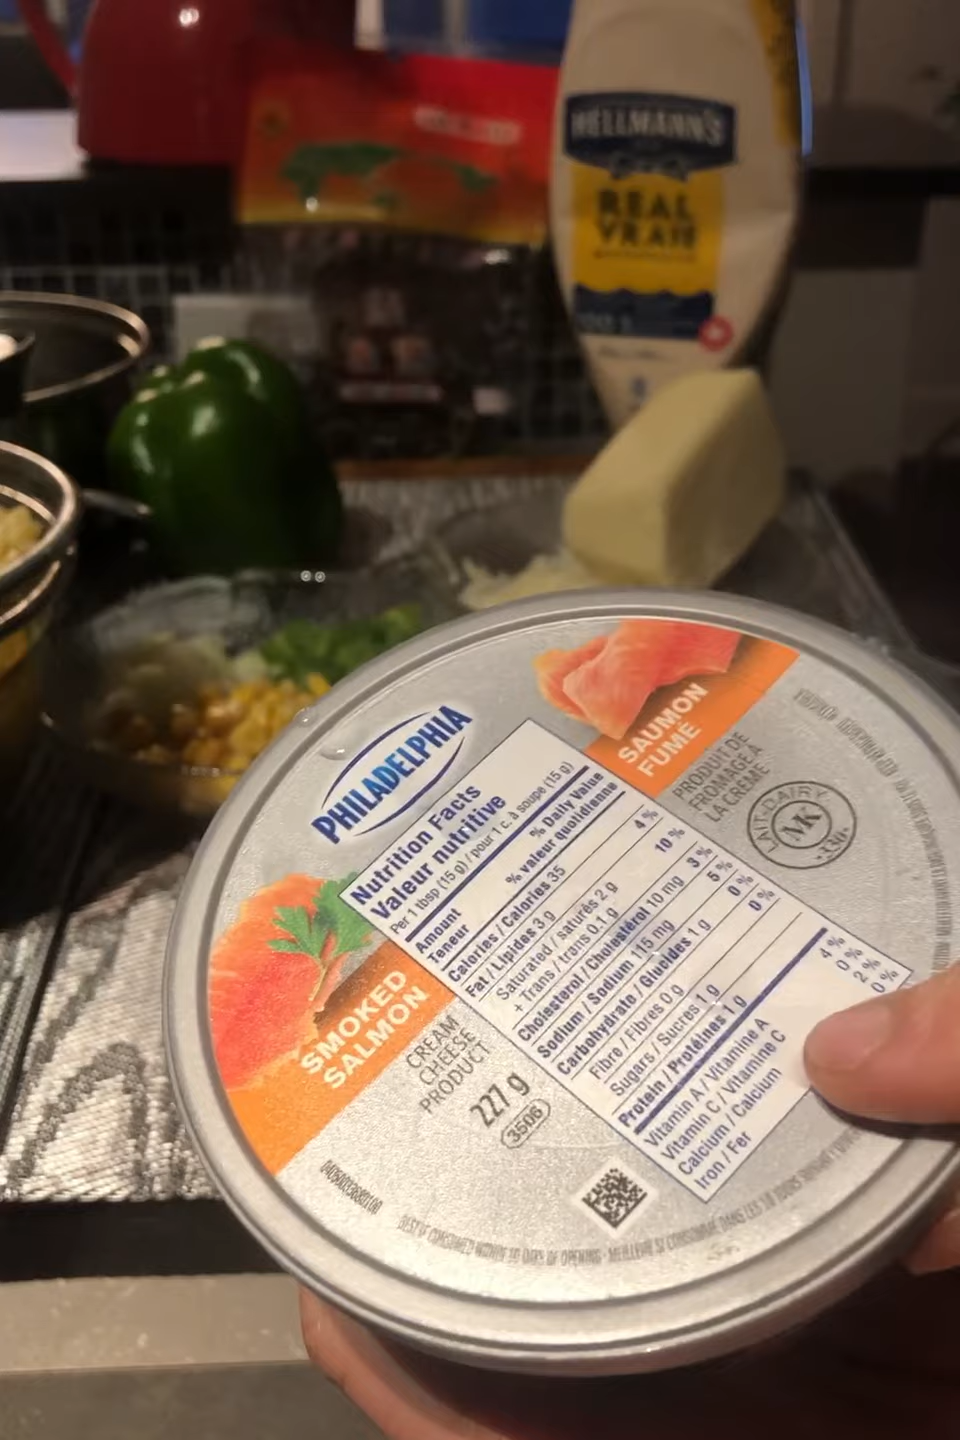 HELLMANN'S
REAL
VRAIE
PHILADELPHIA
Nutrition Facts
Valeur nutritive
Per 1 tbsp (15 g) / pour 1 c. à soupe (15 g)
Amount % Daily Value
Teneur % valeur quotidienne
Calories / Calories 35
Fat / Lipides 3 g 4 %
Saturated / saturés 2 g
+ Trans / trans 0.1 g 10 %
Cholesterol / Cholestérol 10 mg 3 %
Sodium / Sodium 115 mg 5 %
Carbohydrate / Glucides 1 g 0 %
Fibre / Fibres 0 g 0 %
Sugars / Sucres 1 g
Protein / Protéines 1 g
Vitamin A / Vitamine A 4 %
Vitamin C / Vitamine C 0 %
Calcium / Calcium 2 %
Iron / Fer 0 %
SAUMON
FUMÉ
PRODUIT DE
FROMAGE À
LA CRÈME
LAIT-DAIRY
MK
-330-
SMOKED
SALMON
CREAM
CHEESE
PRODUCT
227 g
3506